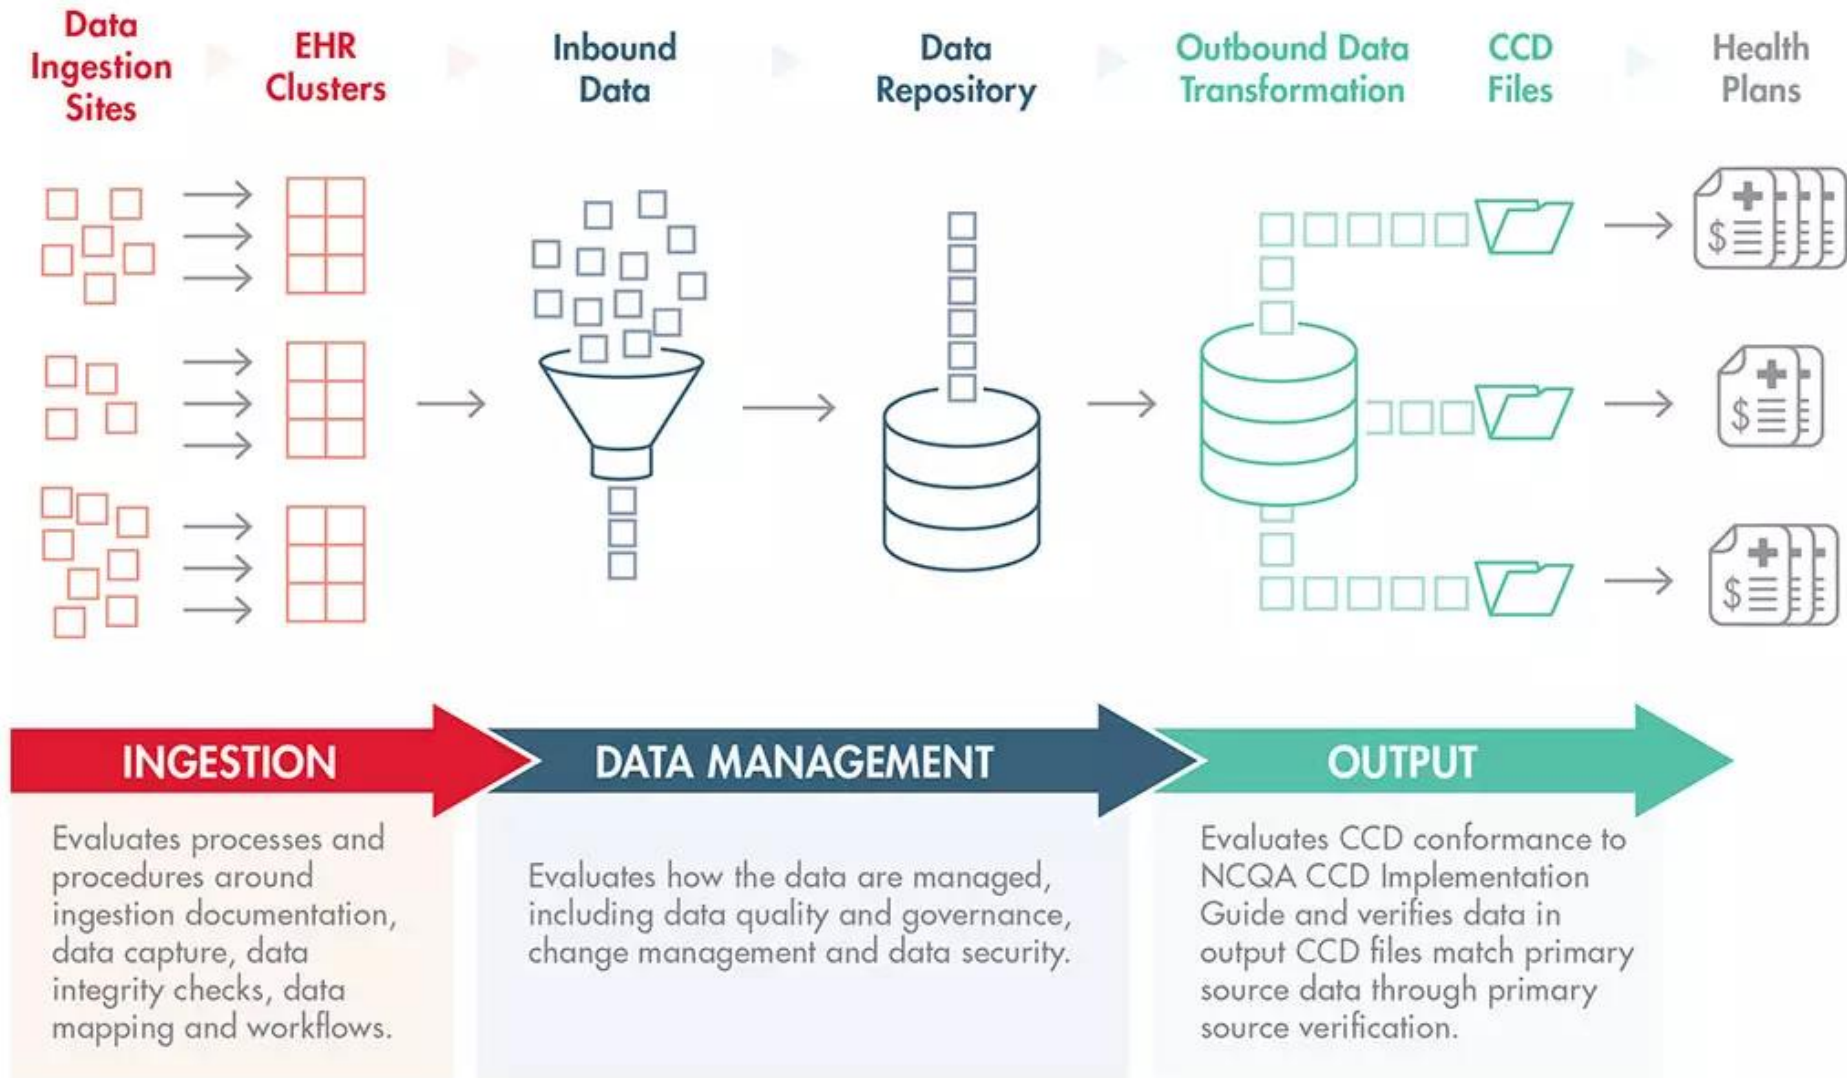 Data
Ingestion
Sites
EHR
Clusters
Inbound
Data
Data
Repository
Outbound Data
Transformation
CCD
Files
Health
Plans
$
$
$
INGESTION
Evaluates processes and
procedures around
ingestion documentation,
data capture, data
integrity checks, data
mapping and workflows.
DATA MANAGEMENT
Evaluates how the data are managed,
including data quality and governance,
change management and data security.
OUTPUT
Evaluates CCD conformance to
NCQA CCD Implementation
Guide and verifies data in
output CCD files match primary
source data through primary
source verification.